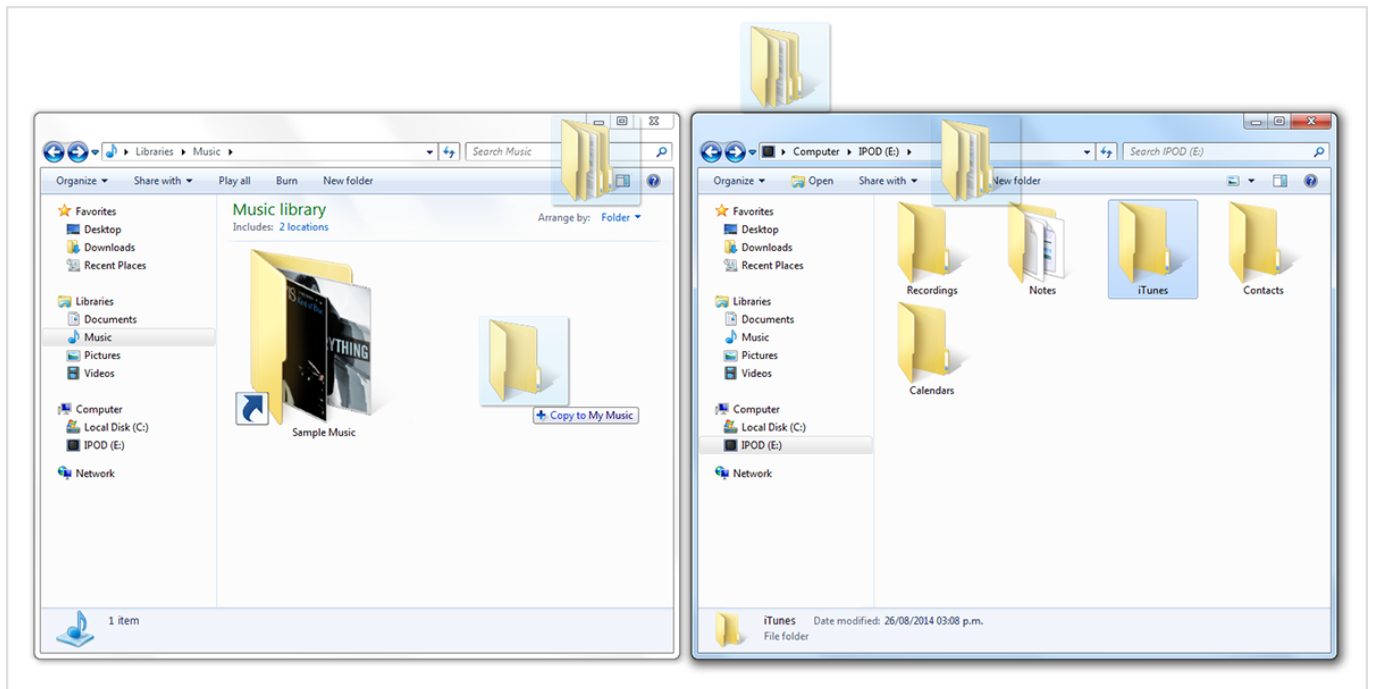 Libraries Music
Search Music
Organize Share with Play all Burn New folder
Favorites
Desktop
Downloads
Recent Places
Libraries
Documents
Music
Pictures
Videos
Computer
Local Disk (C:)
IPOD (E:)
Network
Music library
Includes: 2 locations
Arrange by: Folder
YTHING
Sample Music
Copy to My Music
1 item
Computer IPOD (E:)
Search IPOD (E:)
Organize Open Share with New folder
Favorites
Desktop
Downloads
Recent Places
Libraries
Documents
Music
Pictures
Videos
Computer
Local Disk (C:)
IPOD (E:)
Network
Recordings Notes iTunes Contacts
Calendars
iTunes Date modified: 26/08/2014 03:08 p.m.
File folder